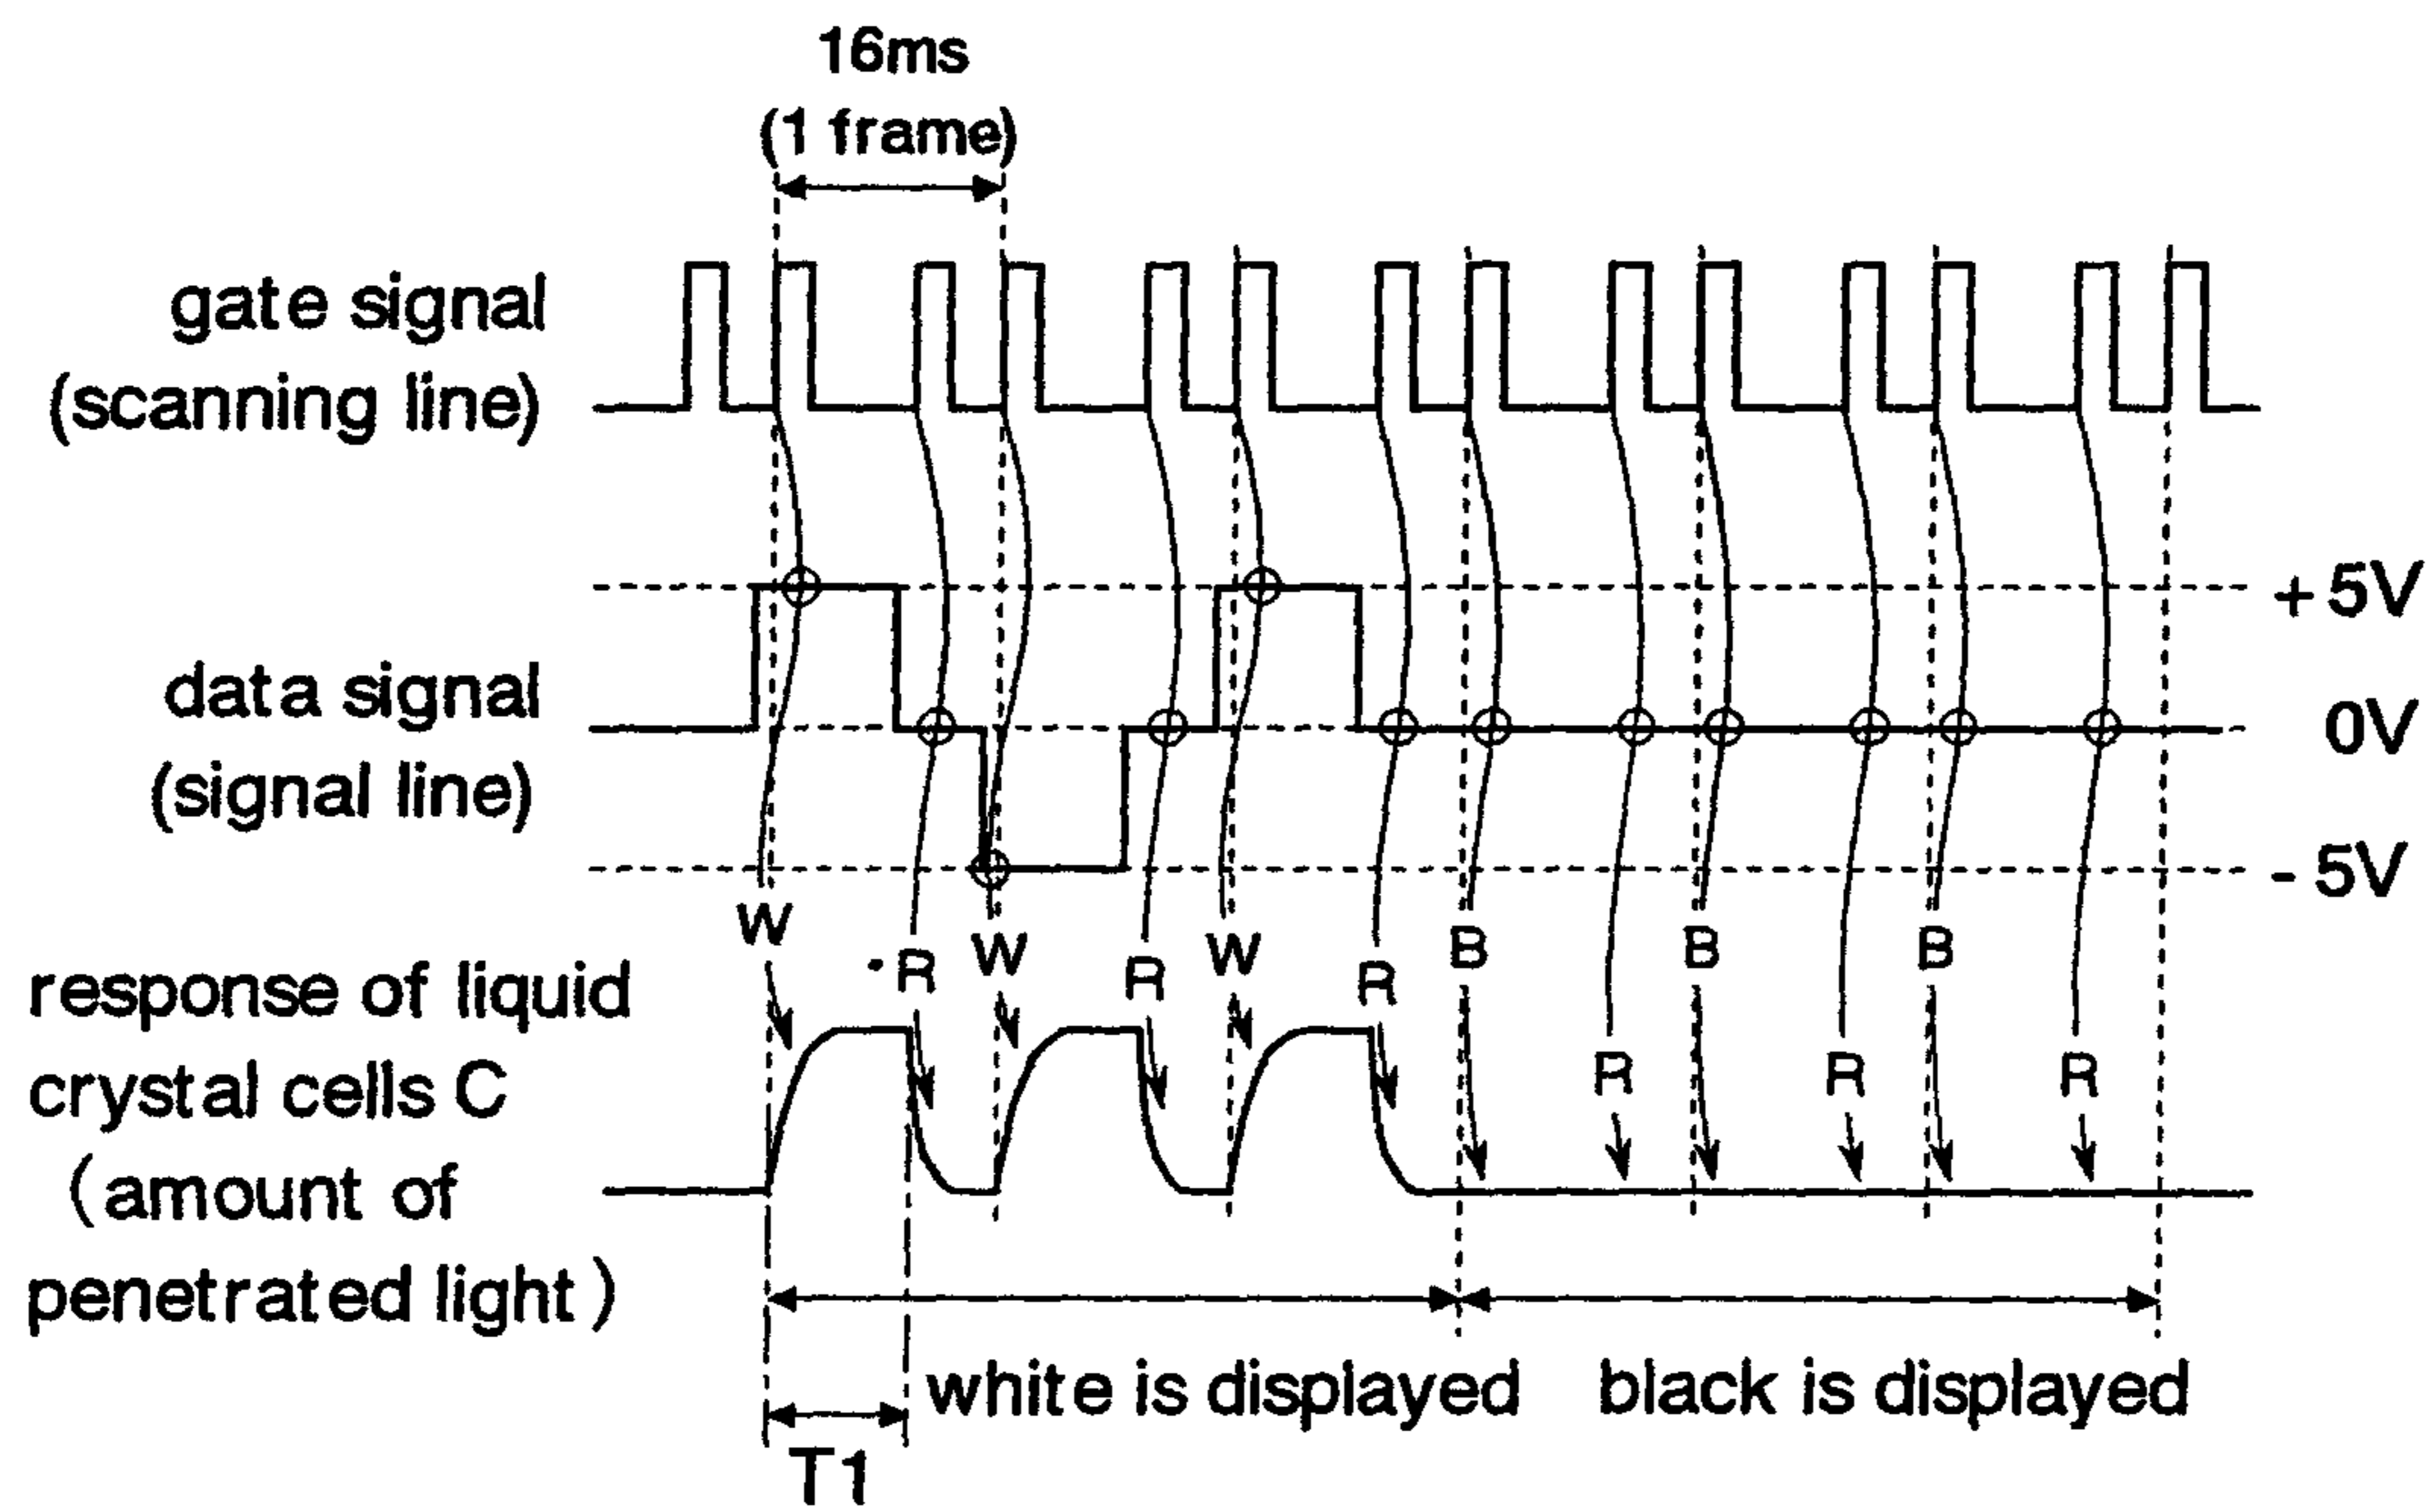 16ms
(1 frame)
gate signal
(scanning line)
+5V
data signal
(signal line)
0V
-5V
W
R
W
R
W
R
B
R
B
R
B
R
response of liquid
crystal cells C
(amount of
penetrated light)
white is displayed
black is displayed
T1